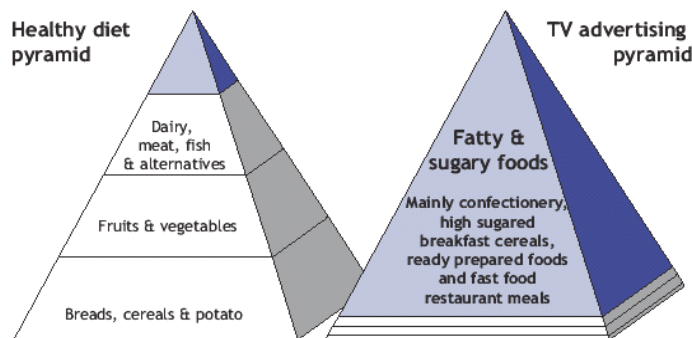 Healthy diet
pyramid
Dairy,
meat, fish
& alternatives
Fruits & vegetables
Breads, cereals & potato
TV advertising
pyramid
Fatty &
sugary foods
Mainly confectionery,
high sugared
breakfast cereals,
ready prepared foods
and fast food
restaurant meals